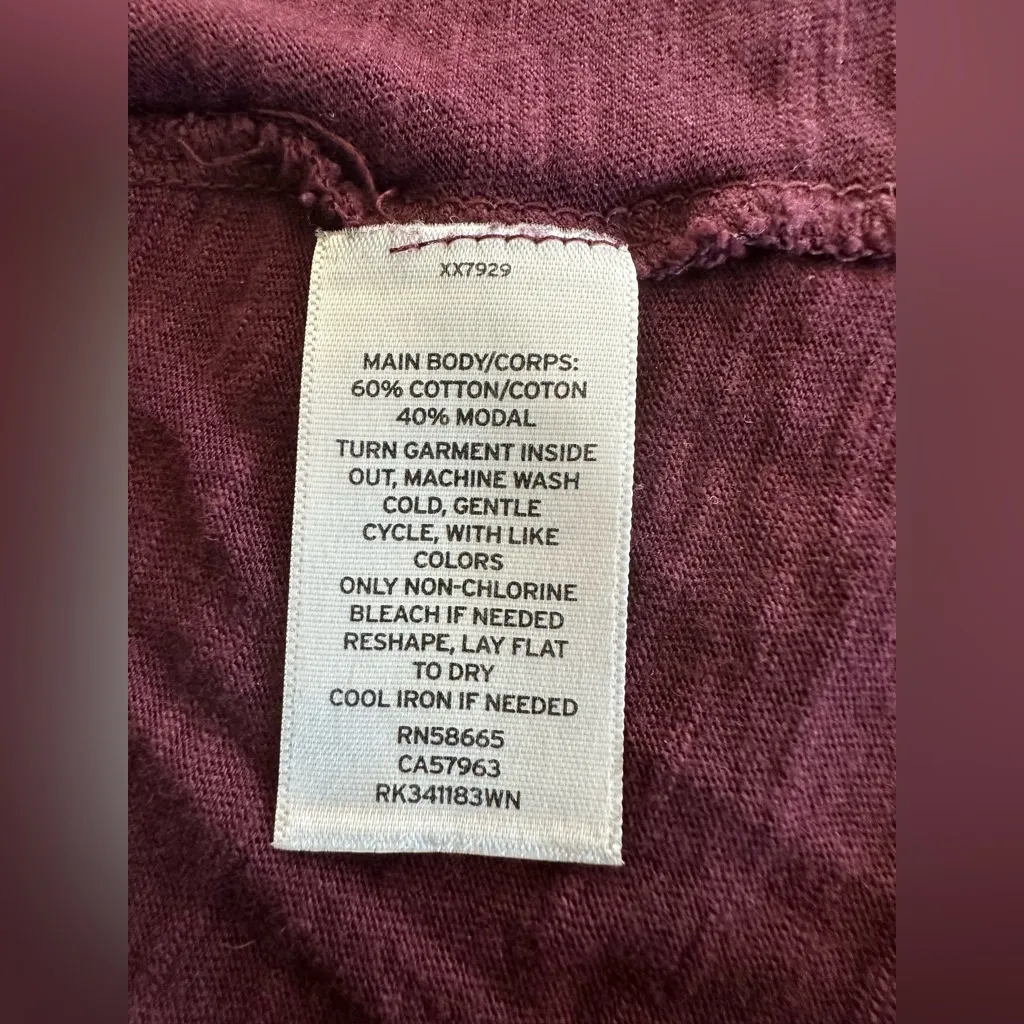 XX7929
MAIN BODY/CORPS:
60% COTTON/COTON
40% MODAL
TURN GARMENT INSIDE
OUT, MACHINE WASH
COLD, GENTLE
CYCLE, WITH LIKE
COLORS
ONLY NON-CHLORINE
BLEACH IF NEEDED
RESHAPE, LAY FLAT
TO DRY
COOL IRON IF NEEDED
RN58665
CA57963
RK341183WN